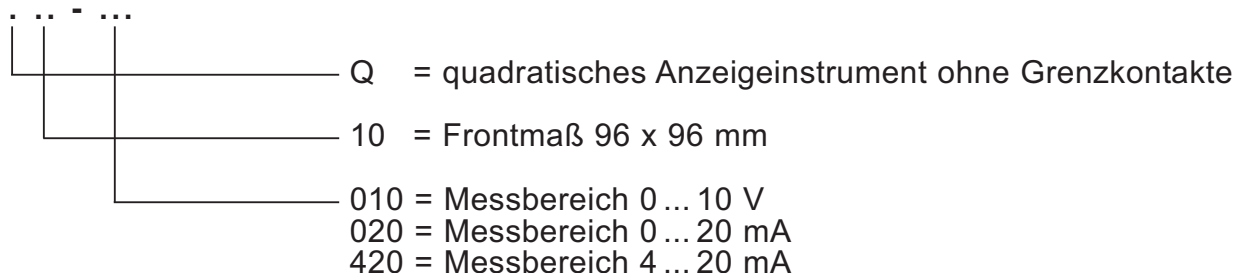 . .. - ...
Q = quadratisches Anzeigeinstrument ohne Grenzkontakte
10 = Frontmaß 96 x 96 mm
010 = Messbereich 0 ... 10 V
020 = Messbereich 0 ... 20 mA
420 = Messbereich 4 ... 20 mA